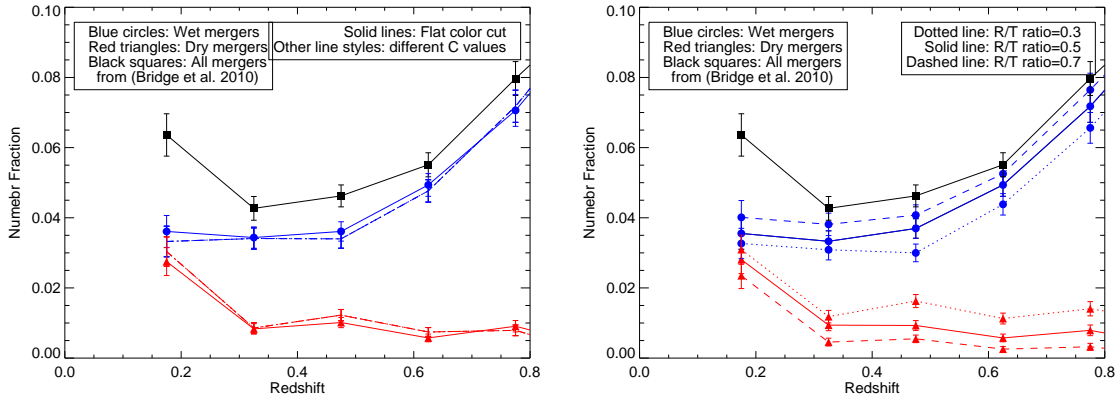 Blue circles: Wet mergers
Red triangles: Dry mergers
Black squares: All mergers
from (Bridge et al. 2010)
Solid lines: Flat color cut
Other line styles: different C values
0.10
0.08
0.06
0.04
0.02
0.00
Numebr Fraction
0.0 0.2 0.4 0.6 0.8
Redshift
Blue circles: Wet mergers
Red triangles: Dry mergers
Black squares: All mergers
from (Bridge et al. 2010)
Dotted line: R/T ratio=0.3
Solid line: R/T ratio=0.5
Dashed line: R/T ratio=0.7
0.10
0.08
0.06
0.04
0.02
0.00
Numebr Fraction
0.0 0.2 0.4 0.6 0.8
Redshift